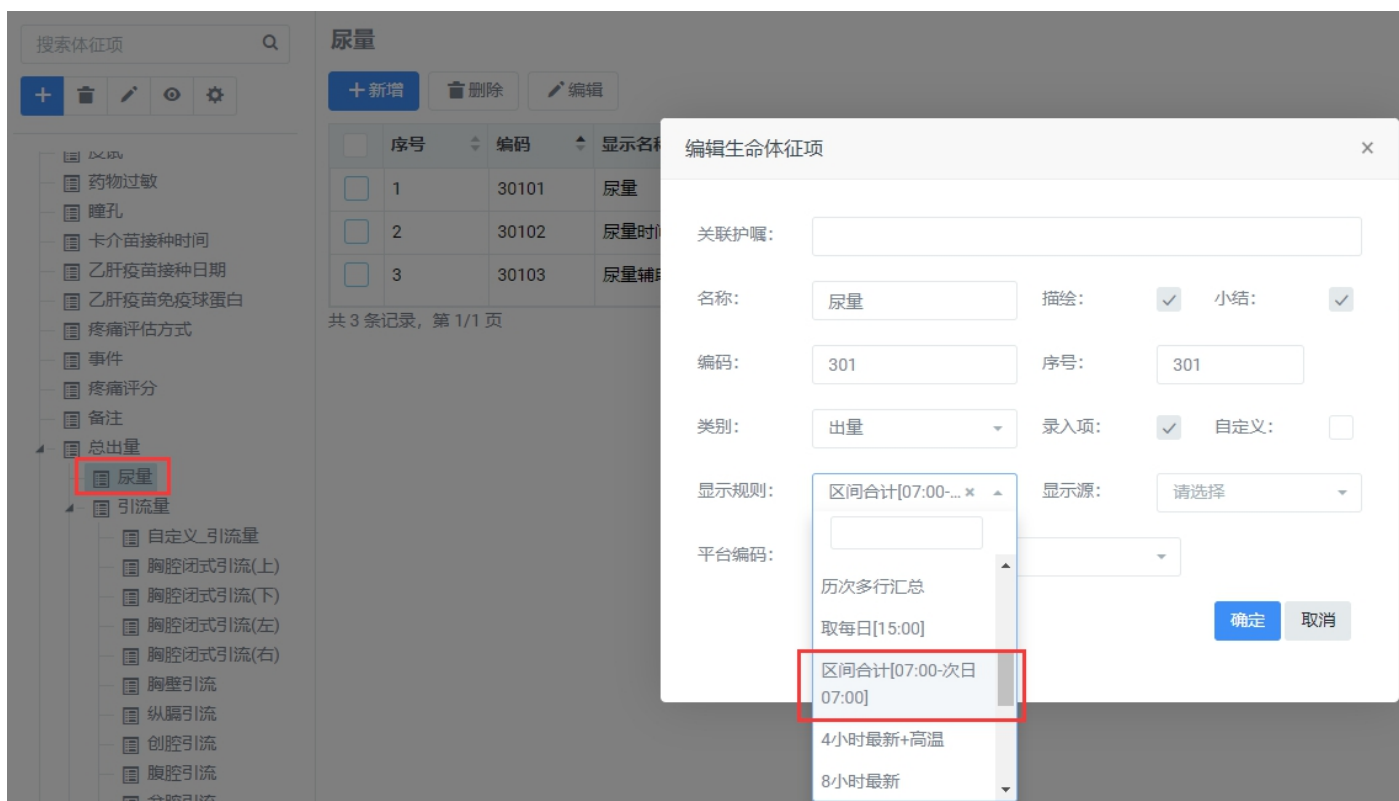 搜索体征项
尿量
新增
删除
编辑
序号
编码
显示名称
1
30101
尿量
2
30102
尿量时间
3
30103
尿量辅助
共 3 条记录，第 1/1 页
药物过敏
瞳孔
卡介苗接种时间
乙肝疫苗接种日期
乙肝疫苗免疫球蛋白
疼痛评估方式
事件
疼痛评分
备注
总出量
尿量
引流量
自定义_引流量
胸腔闭式引流(上)
胸腔闭式引流(下)
胸腔闭式引流(左)
胸腔闭式引流(右)
胸壁引流
纵膈引流
创腔引流
腹腔引流
编辑生命体征项
×
关联护嘱:
名称:
尿量
描绘:
小结:
编码:
301
序号:
301
类别:
出量
录入项:
自定义:
显示规则:
区间合计[07:00-...
×
显示源:
请选择
平台编码:
历次多行汇总
取每日[15:00]
区间合计[07:00-次日
07:00]
4小时最新+高温
8小时最新
确定
取消